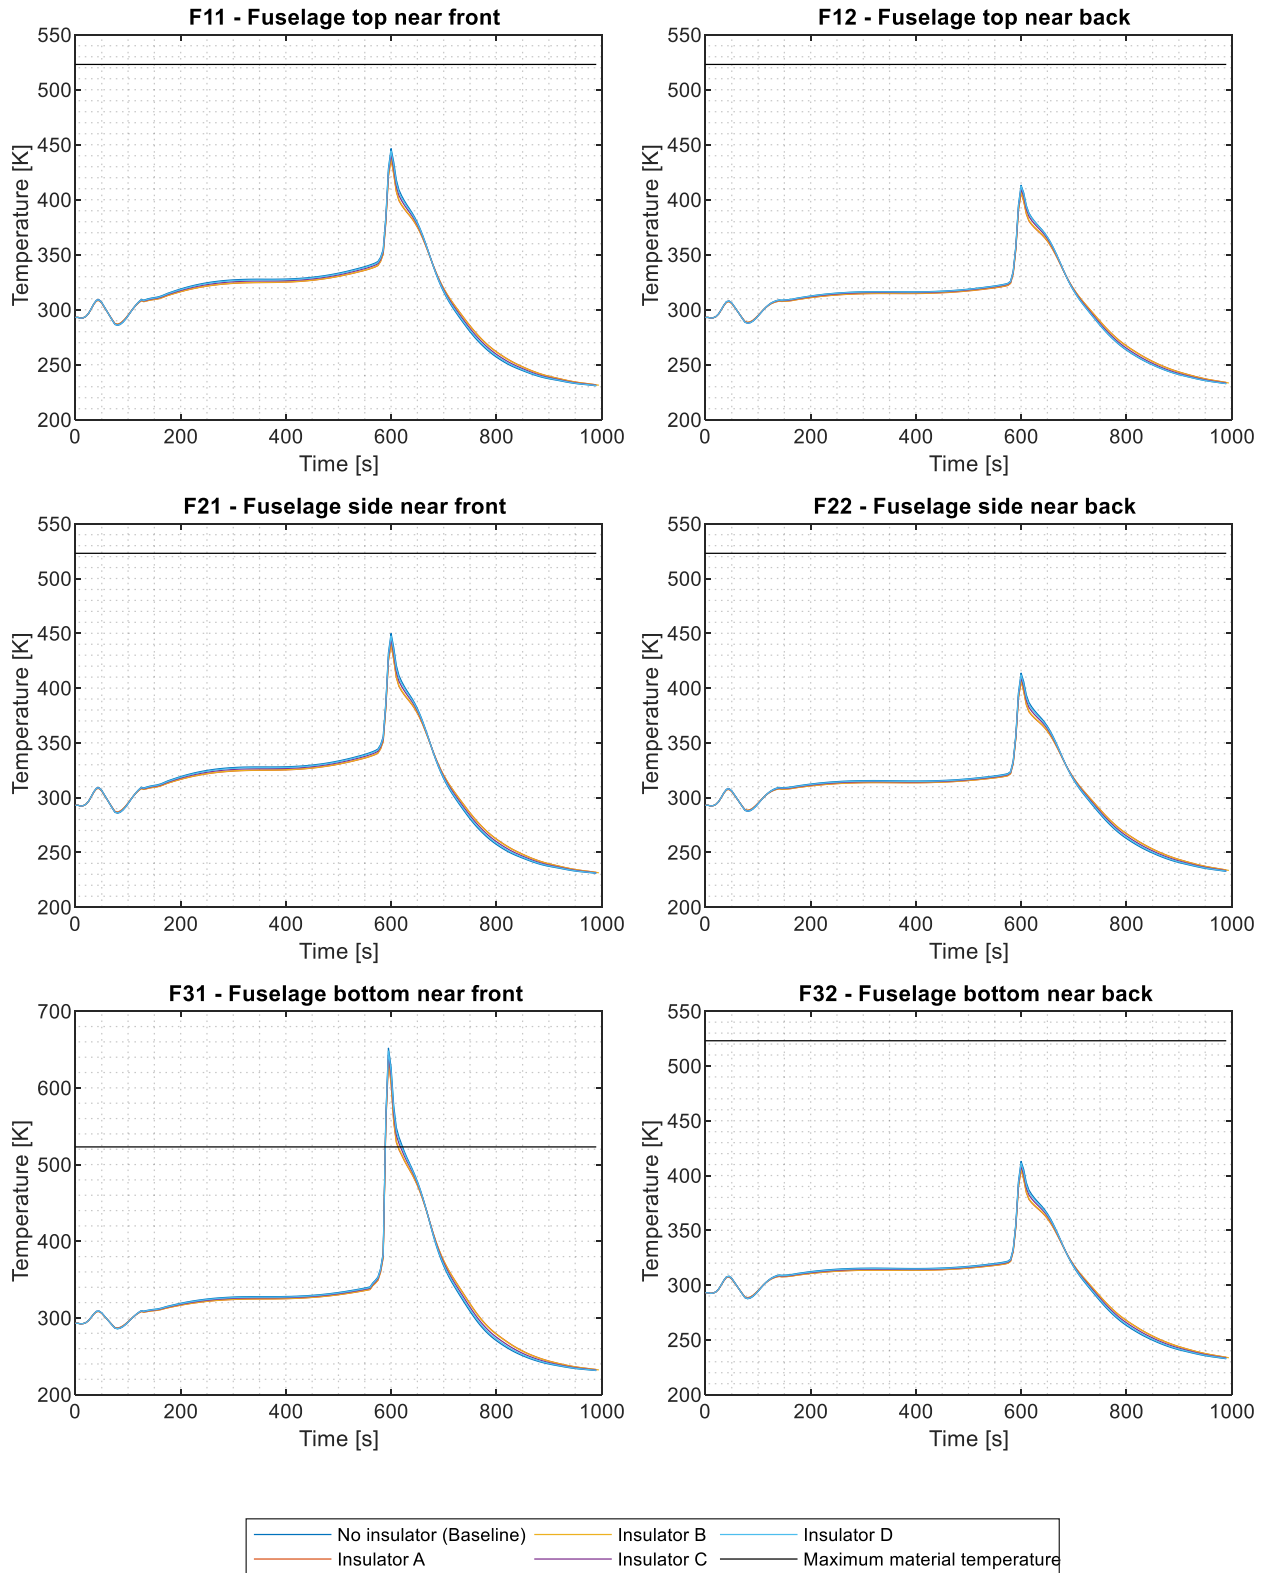 F11 - Fuselage top near front
550
500
450
400
350
300
250
200
Temperature [K]
0 200 400 600 800 1000
Time [s]
F12 - Fuselage top near back
550
500
450
400
350
300
250
200
Temperature [K]
0 200 400 600 800 1000
Time [s]
F21 - Fuselage side near front
550
500
450
400
350
300
250
200
Temperature [K]
0 200 400 600 800 1000
Time [s]
F22 - Fuselage side near back
550
500
450
400
350
300
250
200
Temperature [K]
0 200 400 600 800 1000
Time [s]
F31 - Fuselage bottom near front
700
600
500
400
300
200
Temperature [K]
0 200 400 600 800 1000
Time [s]
F32 - Fuselage bottom near back
550
500
450
400
350
300
250
200
Temperature [K]
0 200 400 600 800 1000
Time [s]
No insulator (Baseline) Insulator B Insulator D
Insulator A Insulator C Maximum material temperature